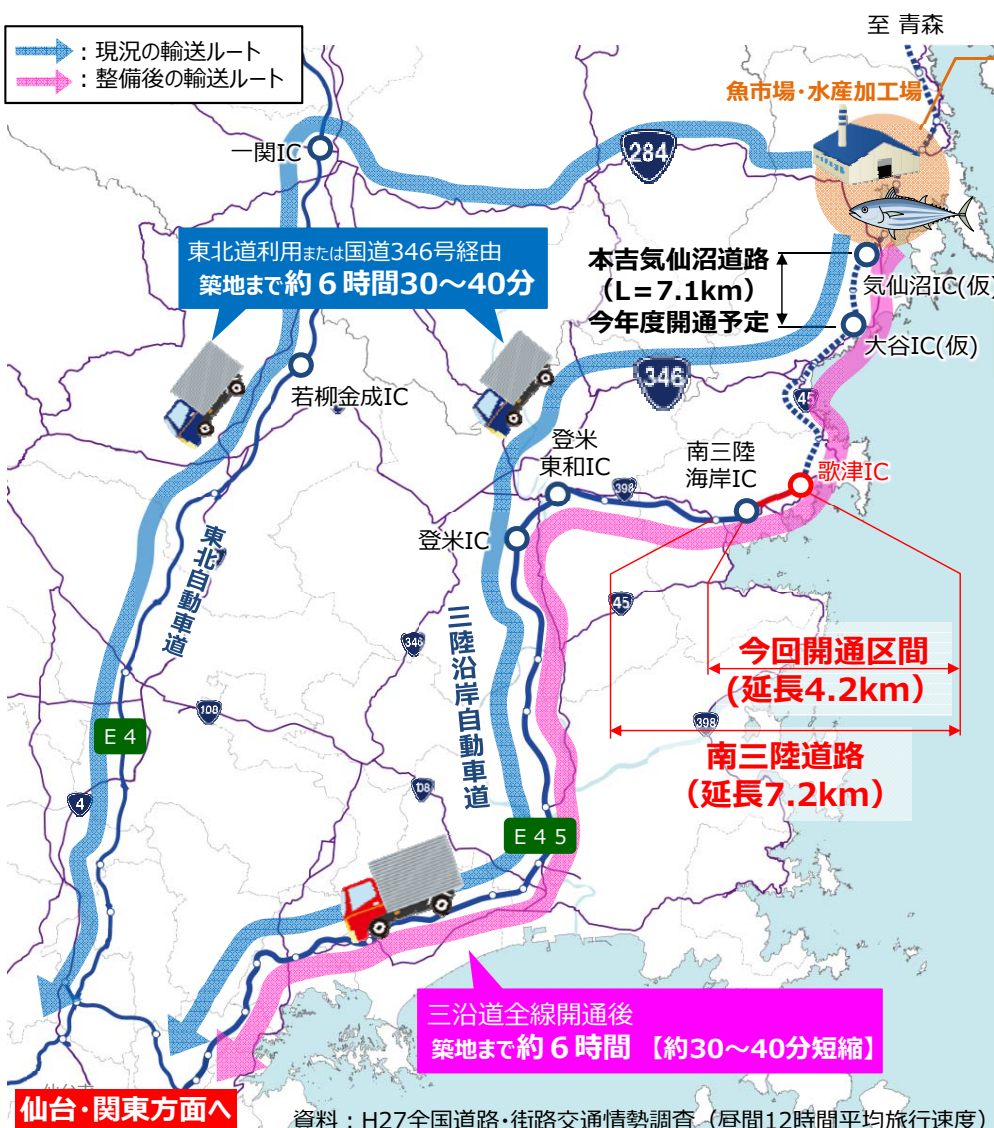 至 青森
：現況の輸送ルート
：整備後の輸送ルート
魚市場・水産加工場
一関IC
284
東北道利用または国道346号経由
築地まで約６時間30～40分
本吉気仙沼道路
（L＝7.1km）
今年度開通予定
気仙沼IC(仮)
大谷IC(仮)
若柳金成IC
346
45
登米
東和IC
南三陸
海岸IC
歌津IC
398
登米IC
東北自動車道
三陸沿岸自動車道
45
346
今回開通区間
(延長4.2km）
108
398
E４
南三陸道路
（延長7.2km）
108
4
E４５
三沿道全線開通後
築地まで約６時間 【約30～40分短縮】
仙台市
仙台・関東方面へ
資料：H27全国道路・街路交通情勢調査（昼間12時間平均旅行速度）